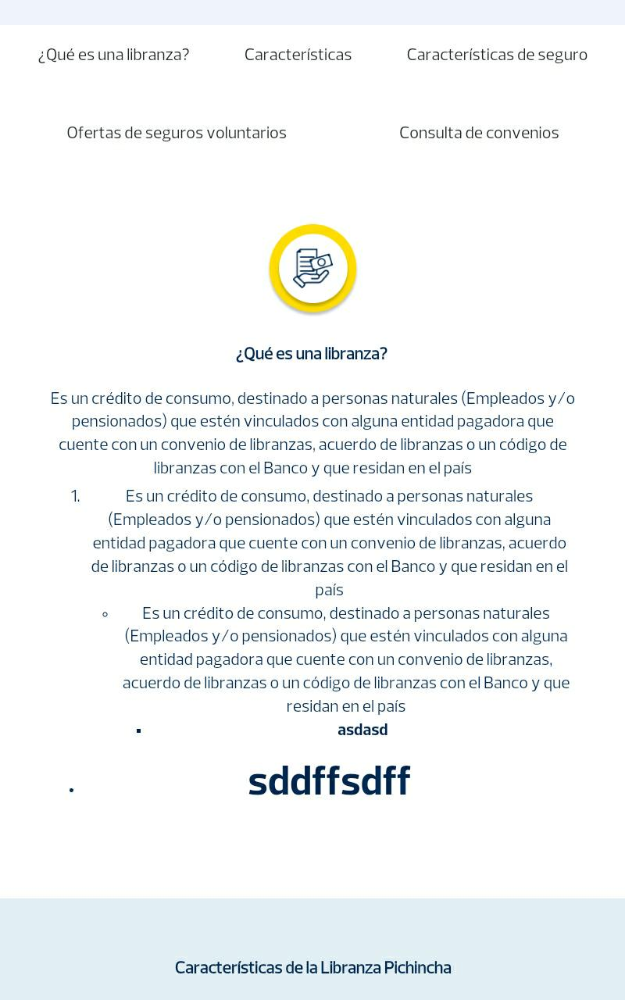 ¿Qué es una libranza? Características Características de seguro
Ofertas de seguros voluntarios Consulta de convenios
¿Qué es una libranza?
Es un crédito de consumo, destinado a personas naturales (Empleados y/o
pensionados) que estén vinculados con alguna entidad pagadora que
cuente con un convenio de libranzas, acuerdo de libranzas o un código de
libranzas con el Banco y que residan en el país
1. Es un crédito de consumo, destinado a personas naturales
(Empleados y/o pensionados) que estén vinculados con alguna
entidad pagadora que cuente con un convenio de libranzas, acuerdo
de libranzas o un código de libranzas con el Banco y que residan en el
país
◦ Es un crédito de consumo, destinado a personas naturales
(Empleados y/o pensionados) que estén vinculados con alguna
entidad pagadora que cuente con un convenio de libranzas,
acuerdo de libranzas o un código de libranzas con el Banco y que
residan en el país
▪ asdasd
• sddffsdff
Características de la Libranza Pichincha